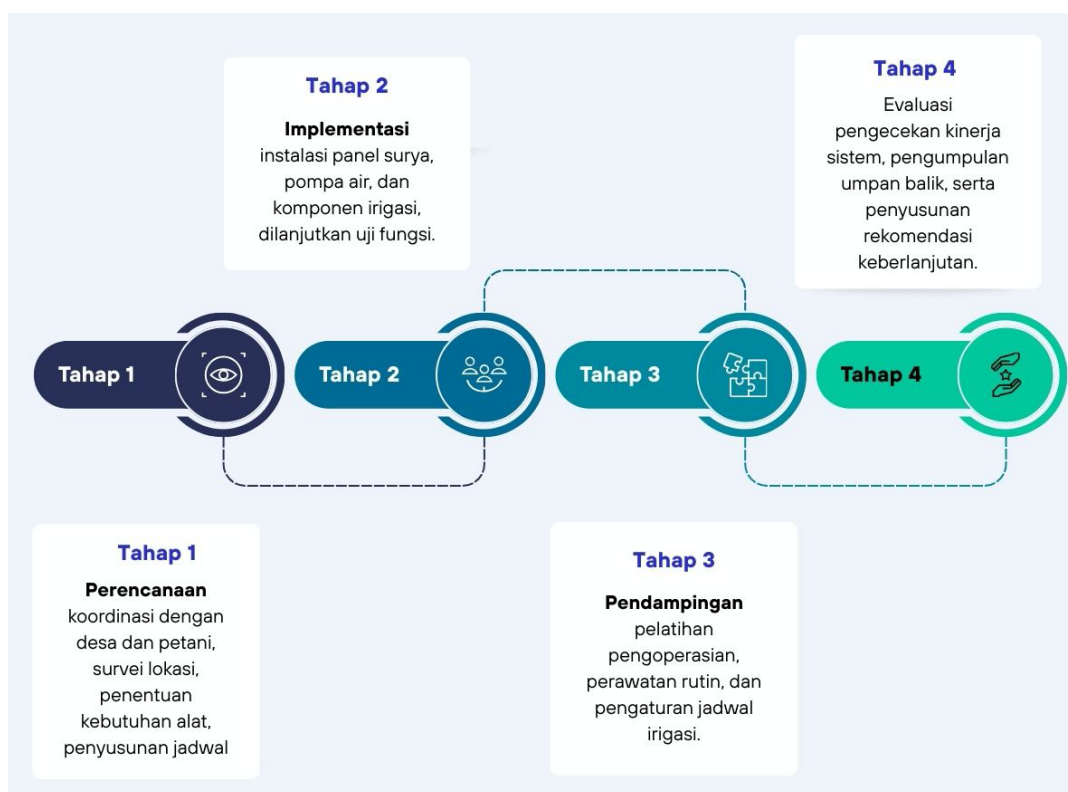 Tahap 2
Implementasi
instalasi panel surya,
pompa air, dan
komponen irigasi,
dilanjutkan uji fungsi.
Tahap 4
Evaluasi
pengecekan kinerja
sistem, pengumpulan
umpan balik, serta
penyusunan
rekomendasi
keberlanjutan.
Tahap 1
Tahap 2
Tahap 3
Tahap 4
Tahap 1
Perencanaan
koordinasi dengan
desa dan petani,
survei lokasi,
penentuan
kebutuhan alat,
penyusunan jadwal
Tahap 3
Pendampingan
pelatihan
pengoperasian,
perawatan rutin, dan
pengaturan jadwal
irigasi.